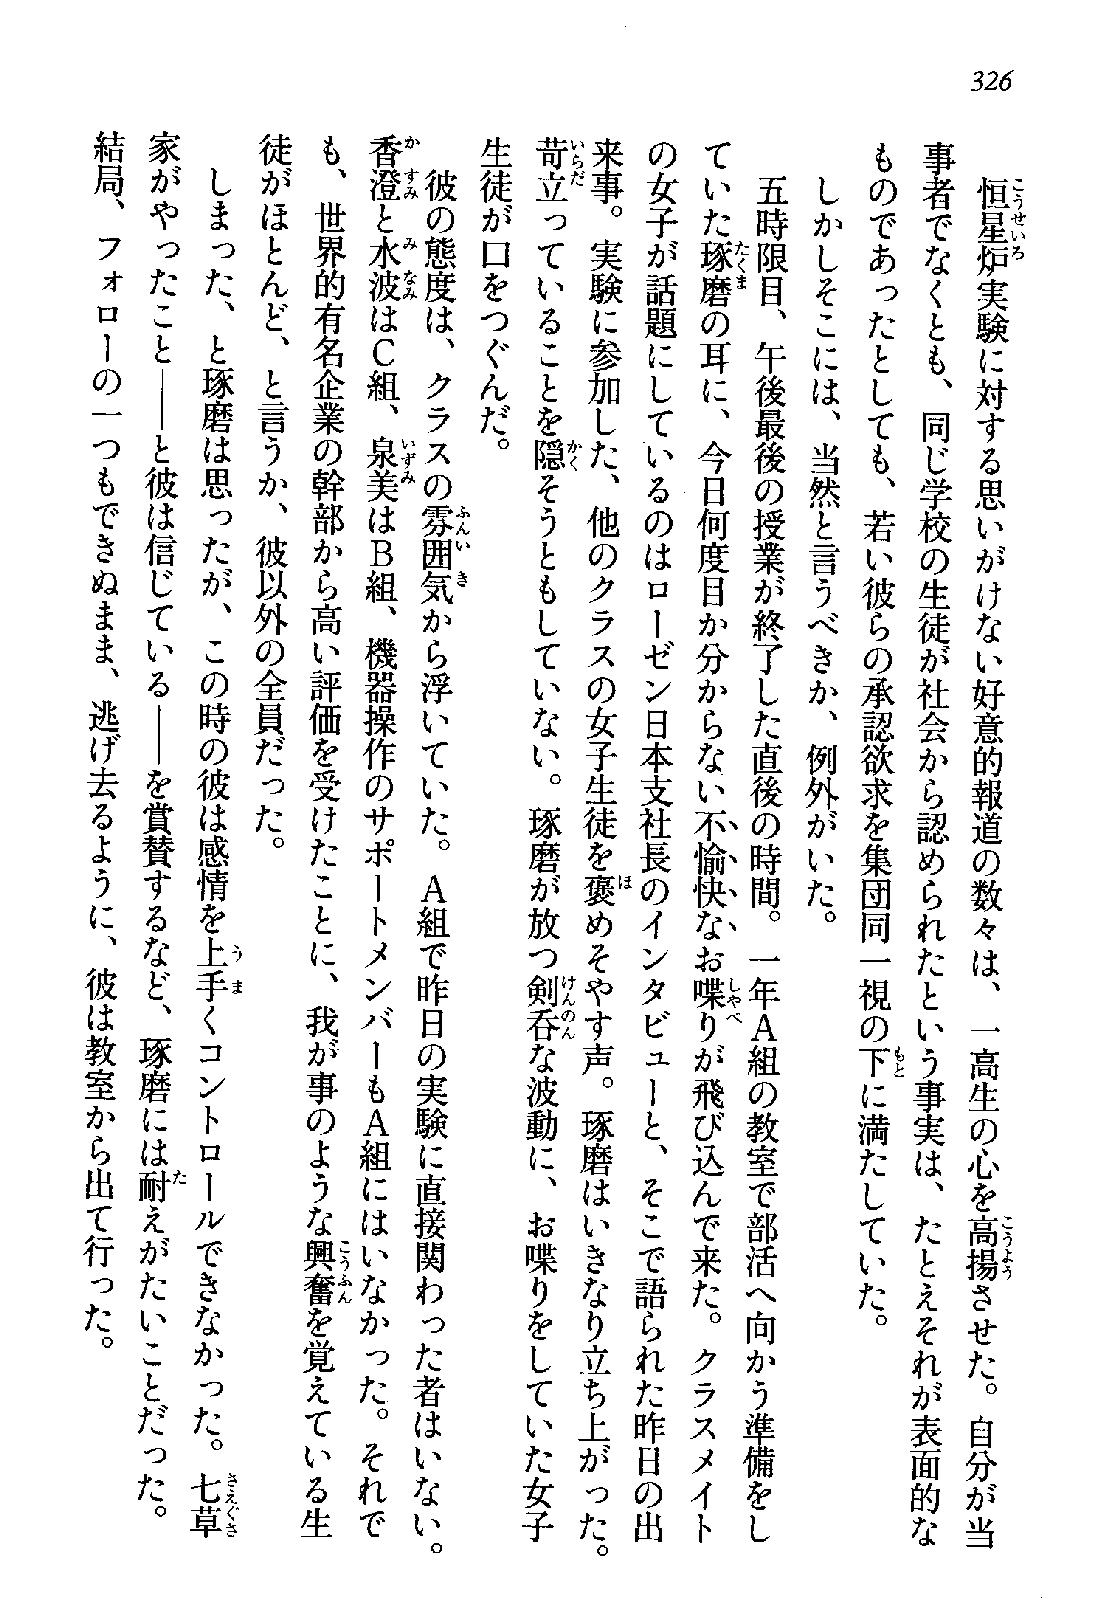 326
恒星炉実験に対する思いがけない好意的報道の数々は、一高生の心を高揚させた。自分が当
事者でなくとも、同じ学校の生徒が社会から認められたという事実は、たとえそれが表面的な
ものであったとしても、若い彼らの承認欲求を集団同一視の下に満たしていた。
しかしそこには、当然と言うべきか、例外がいた。
五時限目、午後最後の授業が終了した直後の時間。一年A組の教室で部活へ向かう準備をし
ていた琢磨の耳に、今日何度目か分からない不愉快なお喋りが飛び込んで来た。クラスメイト
の女子が話題にしているのはローゼン日本支社長のインタビューと、そこで語られた昨日の出
来事。実験に参加した、他のクラスの女子生徒を褒めそやす声。琢磨はいきなり立ち上がった。
苛立っていることを隠そうともしていない。琢磨が放つ剣呑な波動に、お喋りをしていた女子
生徒が口をつぐんだ。
彼の態度は、クラスの雰囲気から浮いていた。A組で昨日の実験に直接関わった者はいない。
香澄と水波はC組、泉美はB組、機器操作のサポートメンバーもA組にはいなかった。それで
も、世界的有名企業の幹部から高い評価を受けたことに、我が事のような興奮を覚えている生
徒がほとんど、と言うか、彼以外の全員だった。
しまった、と琢磨は思ったが、この時の彼は感情を上手くコントロールできなかった。七草
家がやったこと――と彼は信じている――を賞賛するなど、琢磨には耐えがたいことだった。
結局、フォローの一つもできぬまま、逃げ去るように、彼は教室から出て行った。